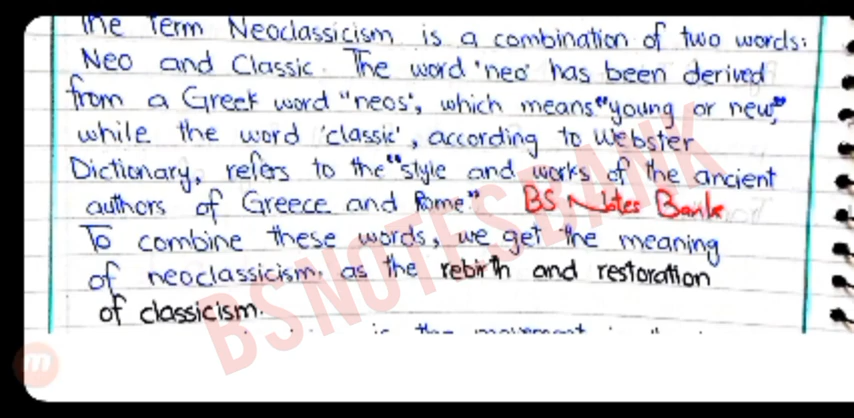 The Term Neoclassicism is a combination of two words:
Neo and Classic. The word 'neo' has been derived
from a Greek word "neos", which means "young or new",
while the word 'classic', according to Webster
Dictionary, refers to the "style and works of the ancient
authors of Greece and Rome" BS Notes Bank
To combine these words, we get the meaning
of neoclassicism, as the rebirth and restoration
of classicism.
is the movement
BSNOTESBANK
m